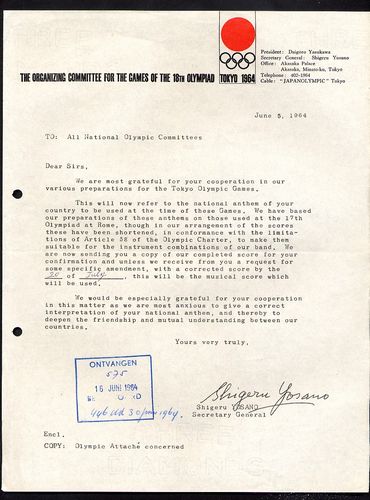 THE ORGANIZING COMMITTEE FOR THE GAMES OF THE 18TH OLYMPIAD TOKYO 1964
President: Daigoro Yasukawa
Secretary General: Shigeru Yosano
Office: Akasaka Palace,
Akasaka, Minato-ku, Tokyo
Telephone: 402-1964
Cable: "JAPANOLYMPIC" Tokyo
June 5, 1964
TO: All National Olympic Committees
Dear Sirs,
We are most grateful for your cooperation in our
various preparations for the Tokyo Olympic Games.
This will now refer to the national anthem of your
country to be used at the time of these Games. We have based
our preparations of these anthems on those used at the 17th
Olympiad at Rome, though in our arrangement of the scores
these have been shortened, in conformance with the limita-
tions of Article 58 of the Olympic Charter, to make them
suitable for the instrument combinations of our band. We
are now sending you a copy of our completed score for your
confirmation and unless we receive from you a request for
some specific amendment, with a corrected score by the
20 of July, this will be the musical score which
will be used.
We would be especially grateful for your cooperation
in this matter as we are most anxious to give a correct
interpretation of your national anthem, and thereby to
deepen the friendship and mutual understanding between our
countries.
Yours very truly,
ONTVANGEN
575
16 JUNI 1964
Shigeru Yosano
Shigeru YOSANO
Secretary General
Encl.
COPY: Olympic Attaché concerned